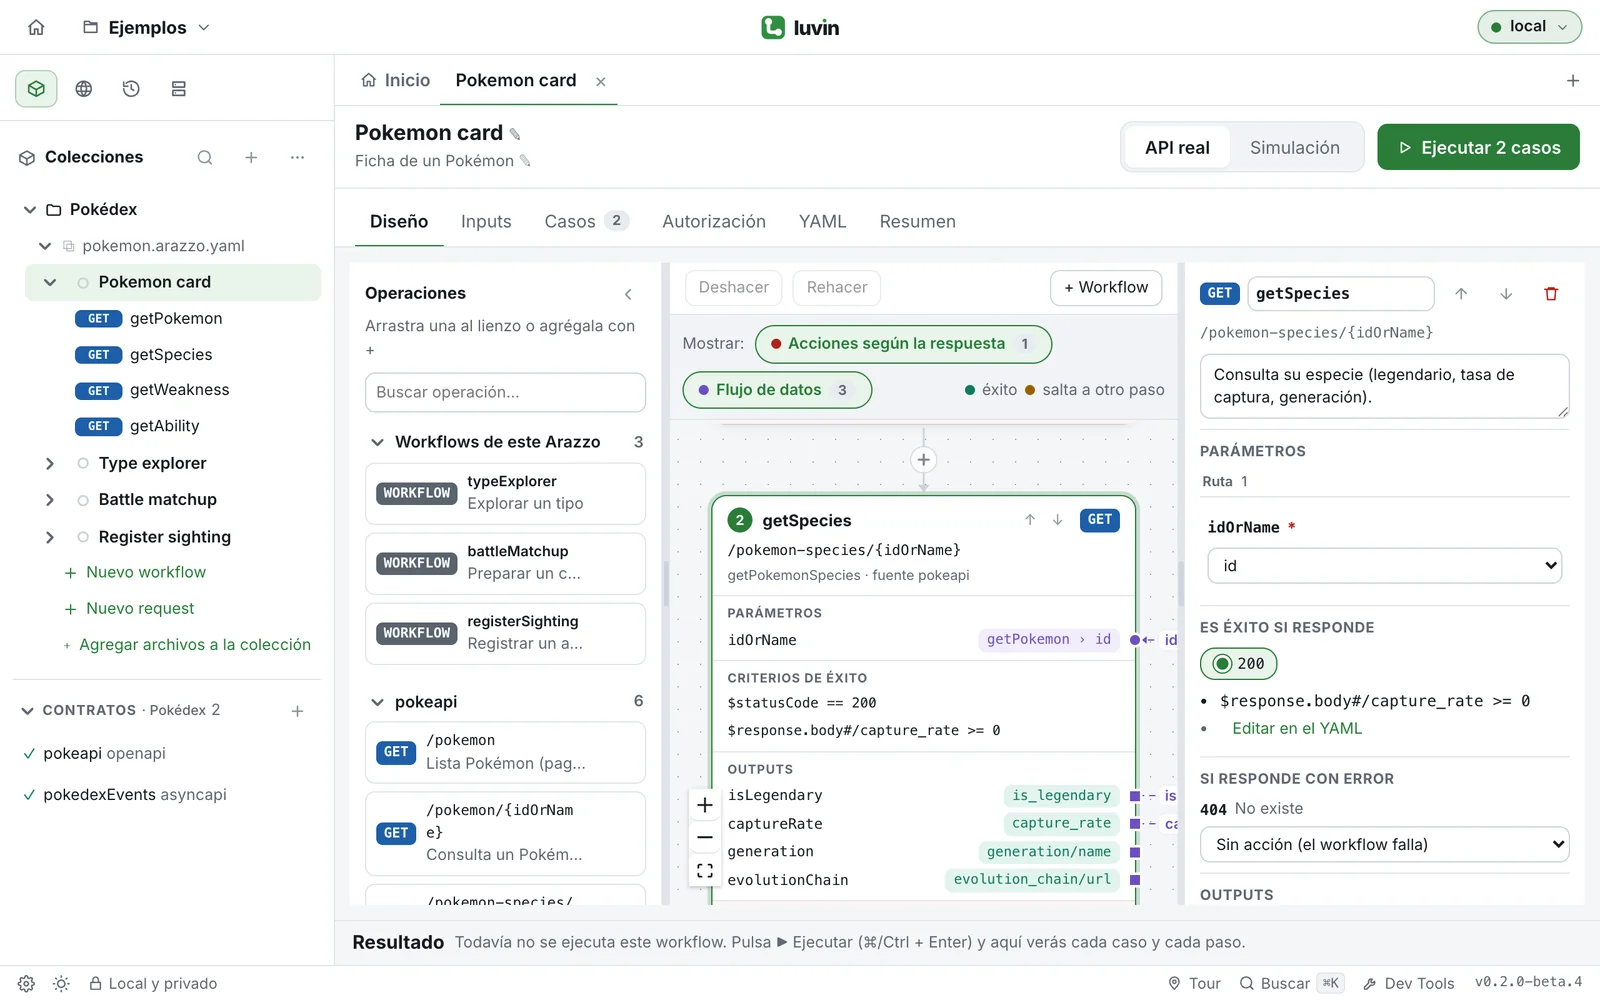 Ejemplos
luvin
local
Inicio
Pokemon card
Colecciones
Pokédex
pokemon.arazzo.yaml
Pokemon card
GET getPokemon
GET getSpecies
GET getWeakness
GET getAbility
Type explorer
Battle matchup
Register sighting
+ Nuevo workflow
+ Nuevo request
+ Agregar archivos a la colección
CONTRATOS · Pokédex 2
pokeapi openapi
pokedexEvents asyncapi
Pokemon card
Ficha de un Pokémon
API real
Simulación
Ejecutar 2 casos
Diseño
Inputs
Casos 2
Autorización
YAML
Resumen
Operaciones
Arrastra una al lienzo o agrégala con
+
Buscar operación...
Workflows de este Arazzo 3
WORKFLOW
typeExplorer
Explorar un tipo
WORKFLOW
battleMatchup
Preparar un c...
WORKFLOW
registerSighting
Registrar un a...
pokeapi 6
GET
/pokemon
Lista Pokémon (pag...
GET
/pokemon/{idOrNam
e}
Consulta un Pokém...
/pokemon-species/
Deshacer
Rehacer
+ Workflow
Mostrar:
Acciones según la respuesta 1
Flujo de datos 3
éxito
salta a otro paso
2 getSpecies
GET
/pokemon-species/{idOrName}
getPokemonSpecies · fuente pokeapi
PARÁMETROS
idOrName getPokemon › id
id
CRITERIOS DE ÉXITO
$statusCode == 200
$response.body#/capture_rate >= 0
OUTPUTS
isLegendary is_legendary
is
captureRate capture_rate
ca
generation generation/name
evolutionChain evolution_chain/url
GET getSpecies
/pokemon-species/{idOrName}
Consulta su especie (legendario, tasa de
captura, generación).
PARÁMETROS
Ruta 1
idOrName *
id
ES ÉXITO SI RESPONDE
200
• $response.body#/capture_rate >= 0
• Editar en el YAML
SI RESPONDE CON ERROR
404 No existe
Sin acción (el workflow falla)
OUTPUTS
Resultado Todavía no se ejecuta este workflow. Pulsa ▶ Ejecutar (⌘/Ctrl + Enter) y aquí verás cada caso y cada paso.
Local y privado
Tour
Buscar ⌘K
Dev Tools
v0.2.0-beta.4